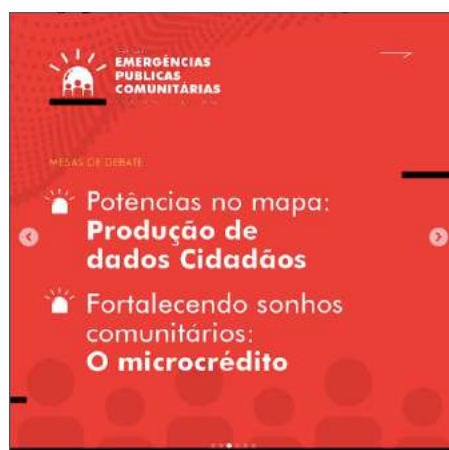 EMERGÊNCIAS
PUBLICAS
COMUNITÁRIAS
MESAS DE DEBATE
Potências no mapa:
Produção de
dados Cidadãos
Fortalecendo sonhos
comunitários:
O microcrédito